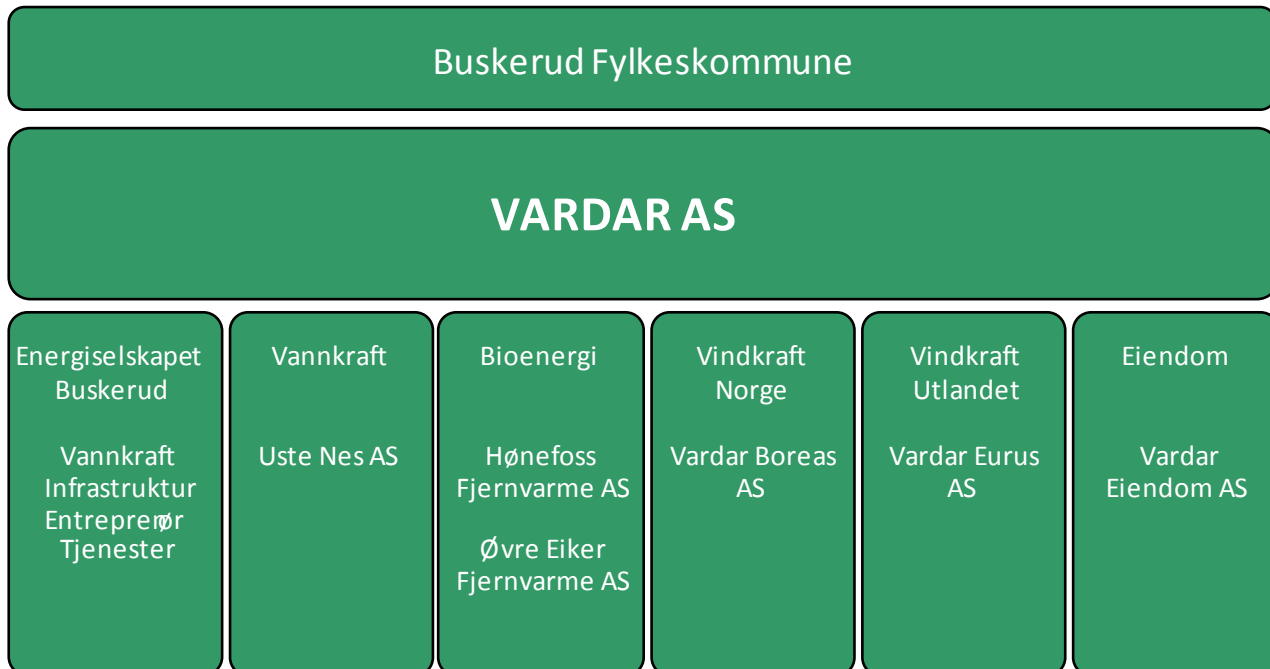 Buskerud Fylkeskommune
VARDAR AS
Energiselskapet
Buskerud
Vannkraft
Infrastruktur
Entreprenør
Tjenester
Vannkraft
Uste Nes AS
Bioenergi
Hønefoss
Fjernvarme AS
Øvre Eiker
Fjernvarme AS
Vindkraft
Norge
Vardar Boreas
AS
Vindkraft
Utlandet
Vardar Eurus
AS
Eiendom
Vardar
Eiendom AS